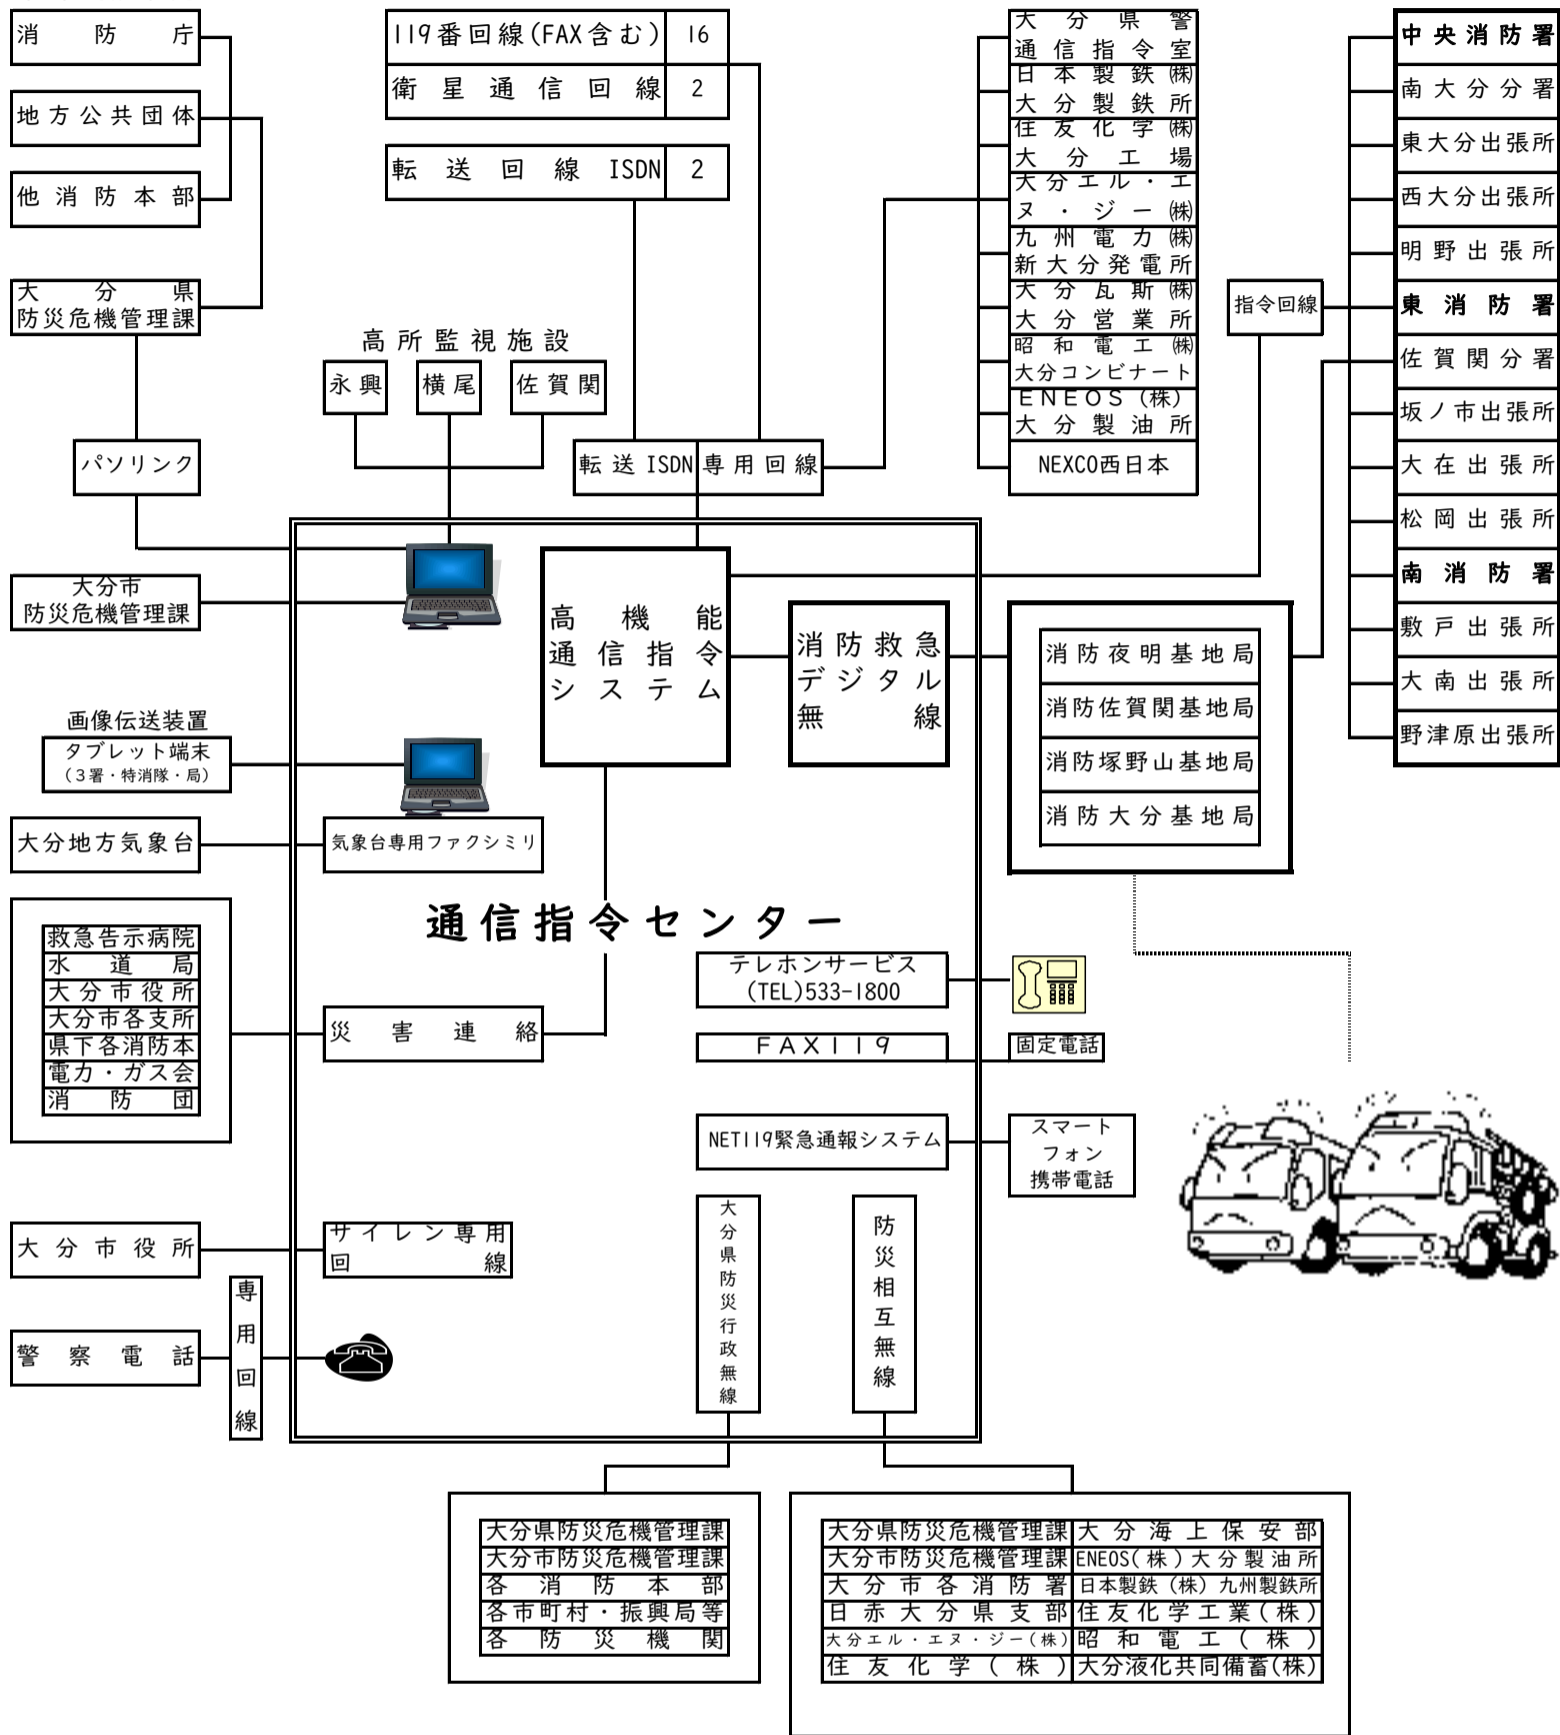 消防庁
地方公共団体
他消防本部
大分県
防災危機管理課
パソリンク
大分市
防災危機管理課
画像伝送装置
タブレット端末
(3署・特消隊・局)
大分地方気象台
救急告示病院
水道局
大分市役所
大分市各支所
県下各消防本
電力・ガス会
消防団
大分市役所
警察電話
専用回線
119番回線(FAX含む) 16
衛星通信回線 2
転送回線 ISDN 2
高所監視施設
永興
横尾
佐賀関
転送ISDN
専用回線
大分県警
通信指令室
日本製鉄㈱
大分製鉄所
住友化学㈱
大分工場
大分エル・エ
ヌ・ジー㈱
九州電力㈱
新大分発電所
大分瓦斯㈱
大分営業所
昭和電工㈱
大分コンビナート
ENEOS(株)
大分製油所
NEXCO西日本
指令回線
中央消防署
南大分分署
東大分出張所
西大分出張所
明野出張所
東消防署
佐賀関分署
坂ノ市出張所
大在出張所
松岡出張所
南消防署
敷戸出張所
大南出張所
野津原出張所
高機能
通信指令
システム
消防救急
デジタル
無線
消防夜明基地局
消防佐賀関基地局
消防塚野山基地局
消防大分基地局
気象台専用ファクシミリ
通信指令センター
災害連絡
サイレン専用
回線
テレホンサービス
(TEL)533-1800
FAX119
固定電話
NET119緊急通報システム
スマート
フォン
携帯電話
大分県防災行政無線
防災相互無線
大分県防災危機管理課
大分市防災危機管理課
各消防本部
各市町村・振興局等
各防災機関
大分県防災危機管理課 大分海上保安部
大分市防災危機管理課 ENEOS(株)大分製油所
大分市各消防署 日本製鉄(株)九州製鉄所
日赤大分県支部 住友化学工業(株)
大分エル・エヌ・ジー(株) 昭和電工(株)
住友化学(株) 大分液化共同備蓄(株)